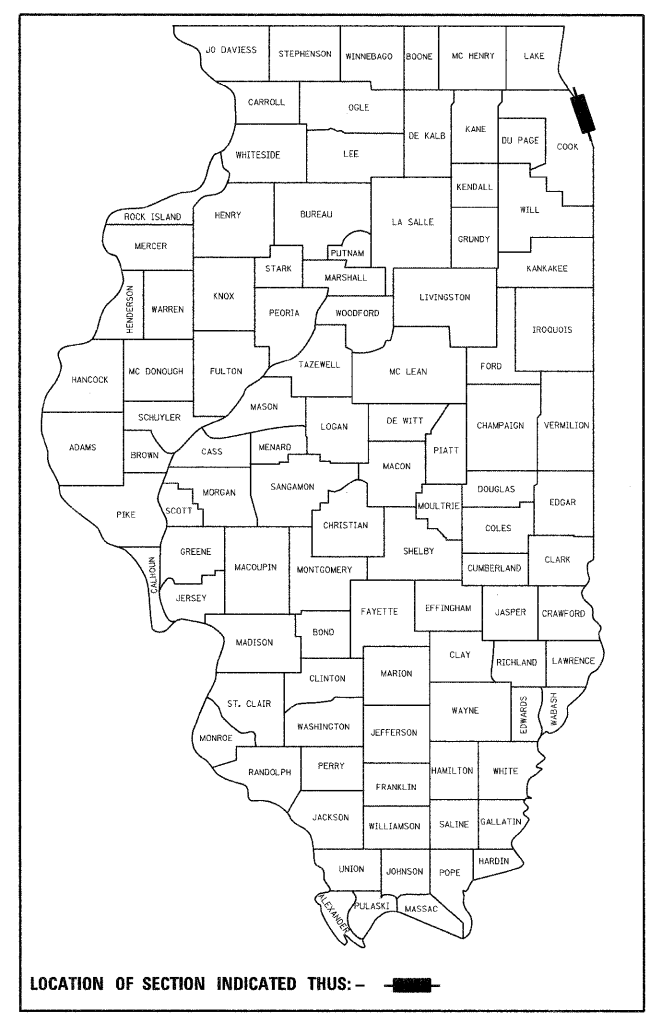 JO DAVIESS
STEPHENSON
WINNEBAGO
BOONE
MC HENRY
LAKE
CARROLL
OGLE
DE KALB
KANE
DU PAGE
COOK
WHITESIDE
LEE
KENDALL
WILL
ROCK ISLAND
HENRY
BUREAU
LA SALLE
GRUNDY
MERCER
PUTNAM
STARK
MARSHALL
KANKAKEE
HENDERSON
WARREN
KNOX
PEORIA
WOODFORD
LIVINGSTON
IROQUOIS
HANCOCK
MC DONOUGH
FULTON
TAZEWELL
MC LEAN
FORD
SCHUYLER
MASON
LOGAN
DE WITT
PIATT
CHAMPAIGN
VERMILION
ADAMS
BROWN
CASS
MENARD
MACON
PIKE
SCOTT
MORGAN
SANGAMON
CHRISTIAN
MOULTRIE
DOUGLAS
EDGAR
COLES
CALHOUN
GREENE
MACOUPIN
MONTGOMERY
SHELBY
CUMBERLAND
CLARK
JERSEY
FAYETTE
EFFINGHAM
JASPER
CRAWFORD
MADISON
BOND
CLAY
RICHLAND
LAWRENCE
CLINTON
MARION
ST. CLAIR
WAYNE
EDWARDS
WABASH
MONROE
WASHINGTON
JEFFERSON
RANDOLPH
PERRY
HAMILTON
WHITE
FRANKLIN
JACKSON
WILLIAMSON
SALINE
GALLATIN
UNION
JOHNSON
POPE
HARDIN
ALEXANDER
PULASKI
MASSAC
LOCATION OF SECTION INDICATED THUS: –